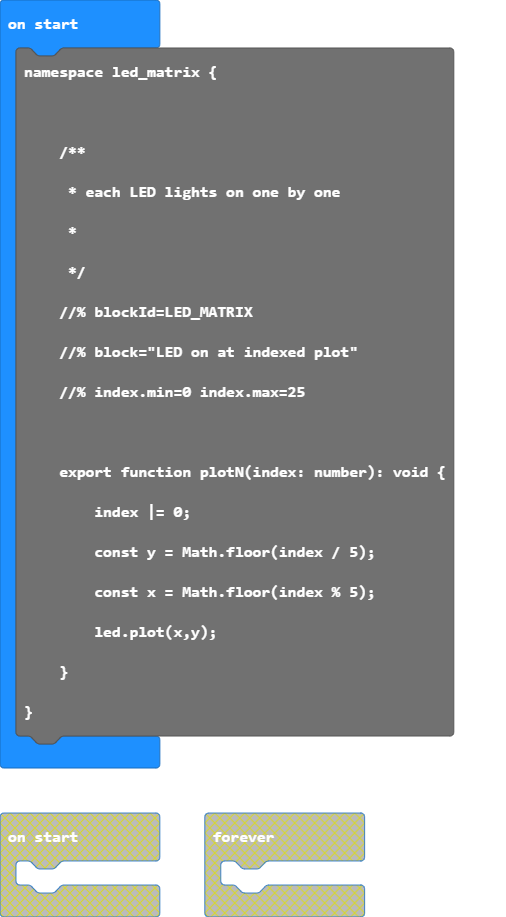 on start
namespace led_matrix {
/**
* each LED lights on one by one
*
*/
//% blockId=LED_MATRIX
//% block="LED on at indexed plot"
//% index.min=0 index.max=25
export function plotN(index: number): void {
index |= 0;
const y = Math.floor(index / 5);
const x = Math.floor(index % 5);
led.plot(x,y);
}
}
on start
forever